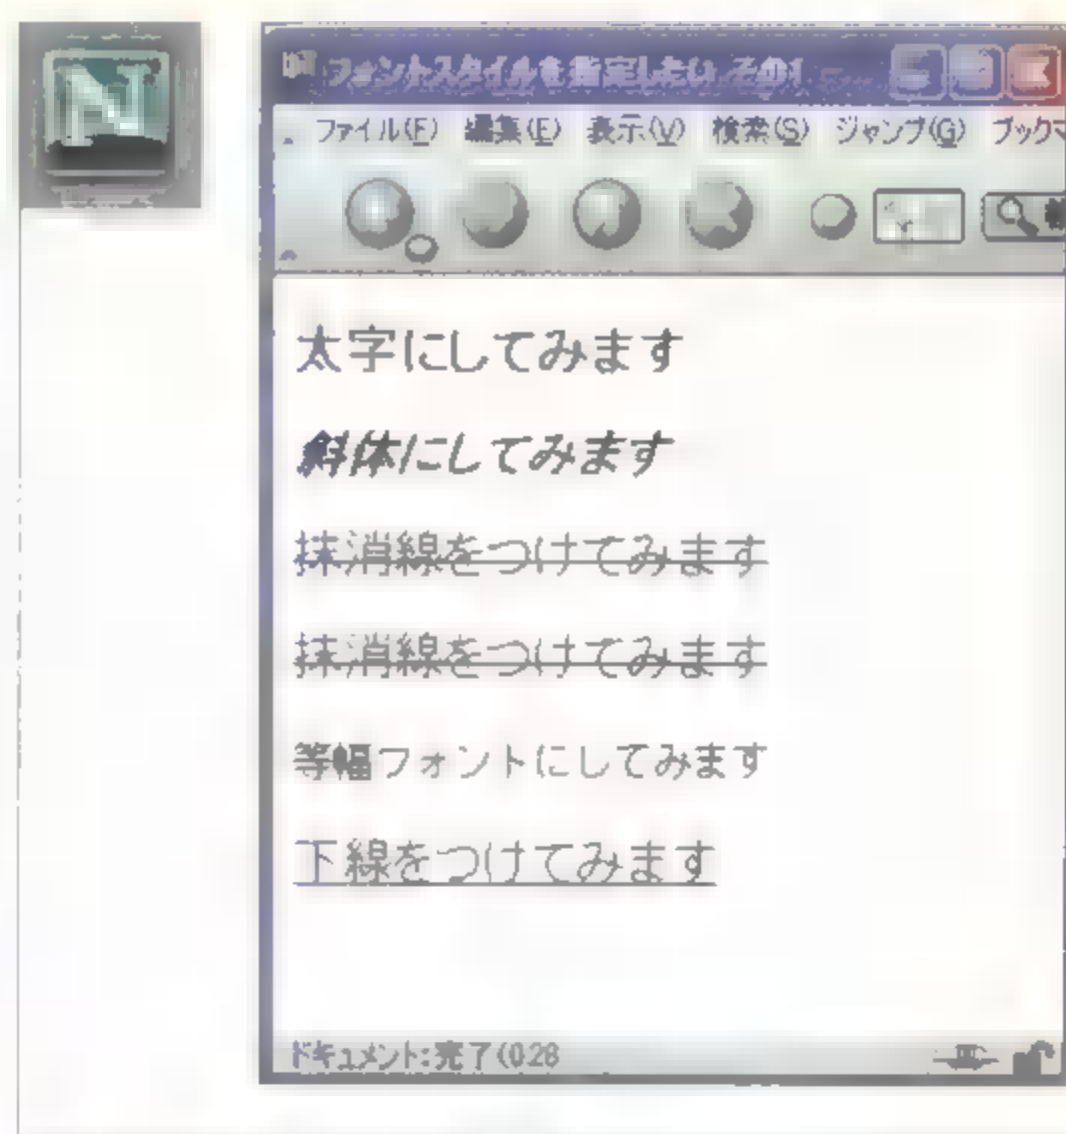 N
フォントスタイルを指定したい その1
ファイル(F) 編集(E) 表示(V) 検索(S) ジャンプ(G) ブックマ
太字にしてみます
斜体にしてみます
抹消線をつけてみます
抹消線をつけてみます
等幅フォントにしてみます
下線をつけてみます
ドキュメント:完了(0.28